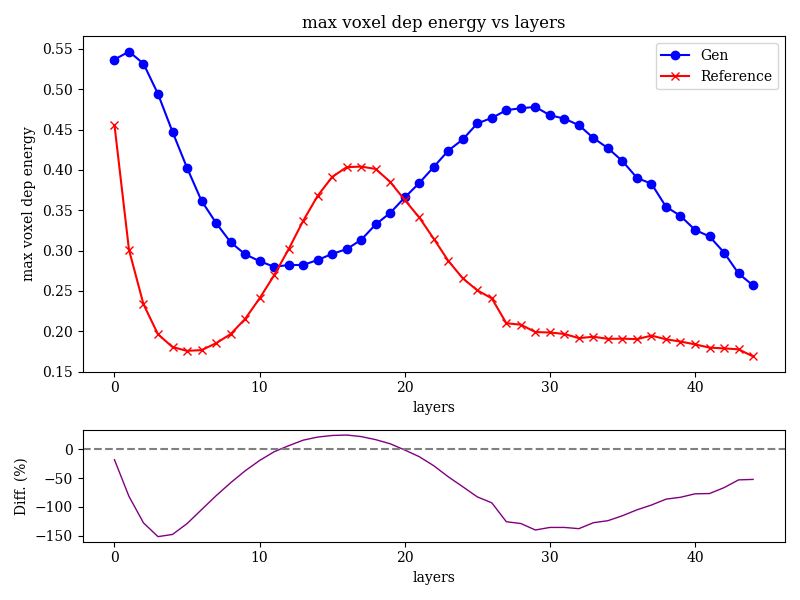 max voxel dep energy vs layers
max voxel dep energy
0.55
0.50
0.45
0.40
0.35
0.30
0.25
0.20
0.15
Gen
Reference
0 10 20 30 40
layers
Diff. (%)
0
−50
−100
−150
0 10 20 30 40
layers